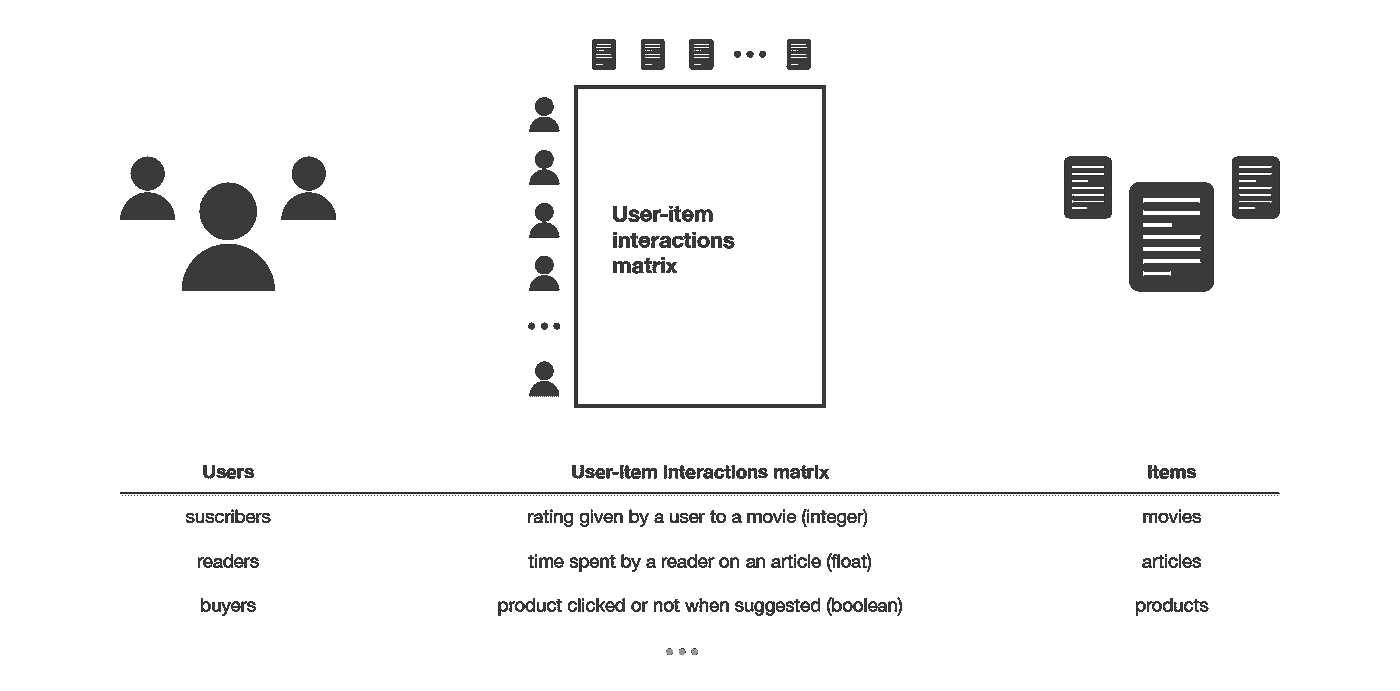 User-item
interactions
matrix
Users User-item interactions matrix Items
suscribers rating given by a user to a movie (integer) movies
readers time spent by a reader on an article (float) articles
buyers product clicked or not when suggested (boolean) products